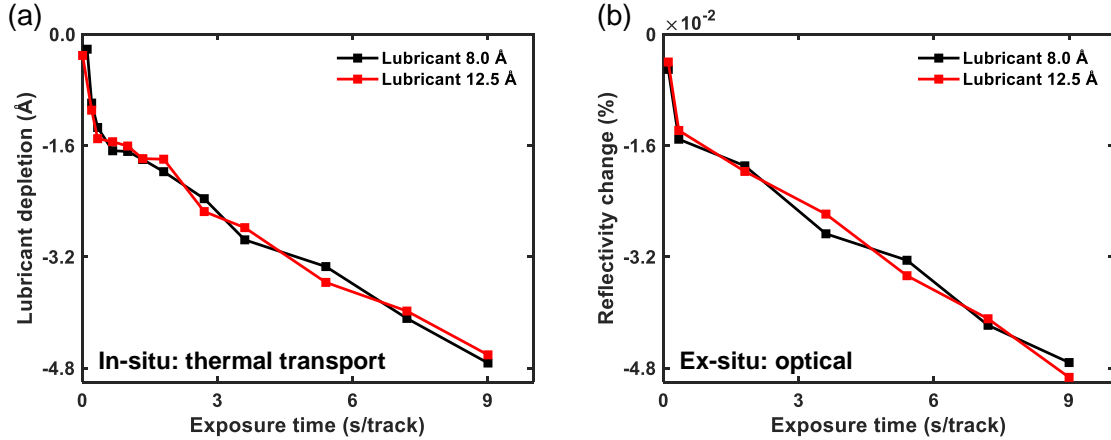 (a)
Lubricant depletion (Å)
0.0
-1.6
-3.2
-4.8
Lubricant 8.0 Å
Lubricant 12.5 Å
In-situ: thermal transport
0 3 6 9
Exposure time (s/track)
(b)
×10⁻²
Reflectivity change (%)
0.0
-1.6
-3.2
-4.8
Lubricant 8.0 Å
Lubricant 12.5 Å
Ex-situ: optical
0 3 6 9
Exposure time (s/track)